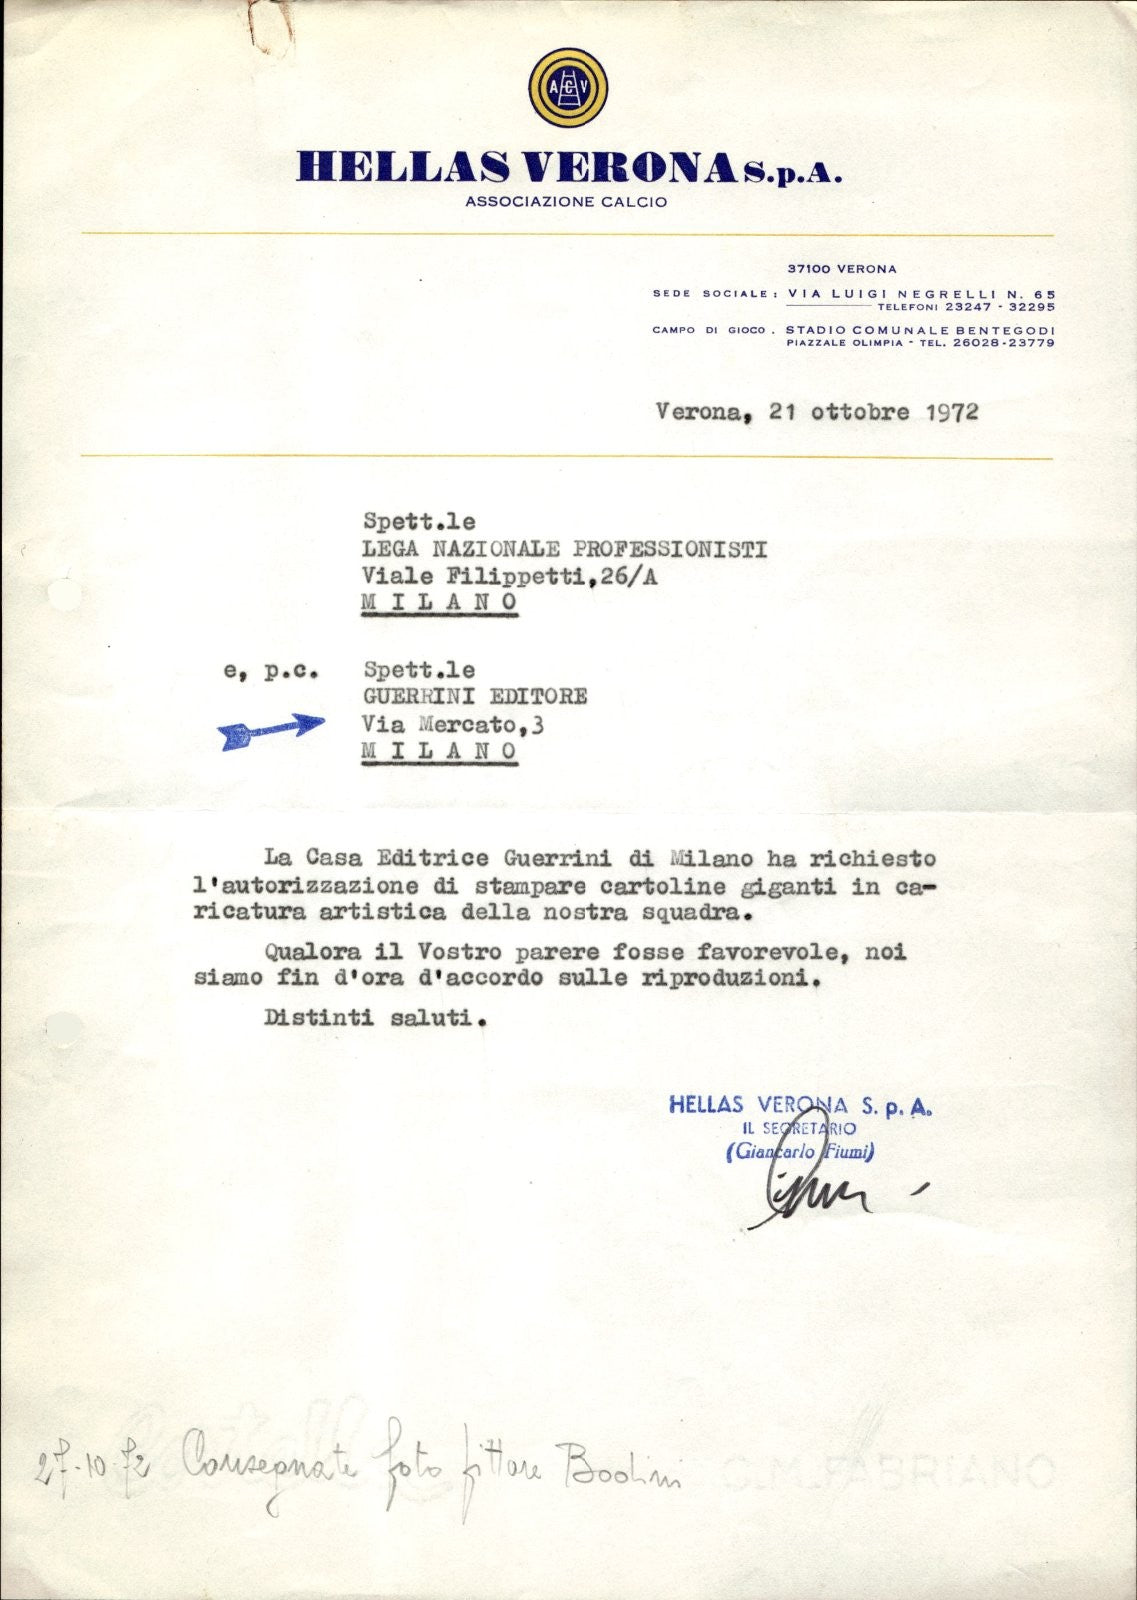 ACV
HELLAS VERONA S.p.A.
ASSOCIAZIONE CALCIO
37100 VERONA
SEDE SOCIALE: VIA LUIGI NEGRELLI N. 65
TELEFONI 23247 - 32295
CAMPO DI GIOCO. STADIO COMUNALE BENTEGODI
PIAZZALE OLIMPIA - TEL. 26028-23779
Verona, 21 ottobre 1972
Spett.le
LEGA NAZIONALE PROFESSIONISTI
Viale Filippetti,26/A
M I L A N O
e, p.c. Spett.le
GUERRINI EDITORE
Via Mercato,3
M I L A N O
La Casa Editrice Guerrini di Milano ha richiesto
l'autorizzazione di stampare cartoline giganti in ca-
ricatura artistica della nostra squadra.
Qualora il Vostro parere fosse favorevole, noi
siamo fin d'ora d'accordo sulle riproduzioni.
Distinti saluti.
HELLAS VERONA S. p. A.
IL SEGRETARIO
(Giancarlo Fiumi)
27-10-72 Consegnate foto pittore Bodini